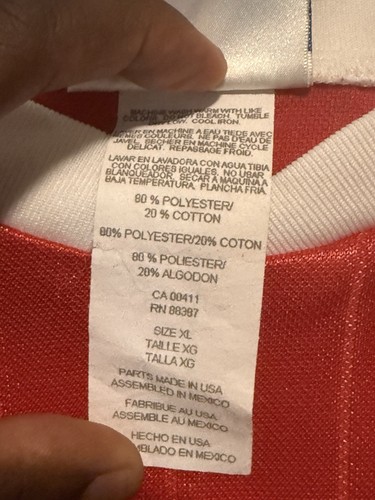 MACHINE WASH WARM WITH LIKE
COLORS. DO NOT BLEACH. TUMBLE
DRY LOW. COOL IRON.
LAVER EN MACHINE A EAU TIEDE AVEC
MEMES COULEURS. NE PAS D'EAU DE
JAVEL. SECHER EN MACHINE CYCLE
DELICAT. REPASSAGE FROID.
LAVAR EN LAVADORA CON AGUA TIBIA
CON COLORES IGUALES. NO USAR
BLANQUEADOR. SECAR A MAQUINA A
BAJA TEMPERATURA. PLANCHA FRIA.
80 % POLYESTER/
20 % COTTON
80% POLYESTER/20% COTON
80 % POLIESTER/
20% ALGODON
CA 00411
RN 88387
SIZE XL
TAILLE XG
TALLA XG
PARTS MADE IN USA
ASSEMBLED IN MEXICO
FABRIQUE AU USA
ASSEMBLE AU MEXICO
HECHO EN USA
MBLADO EN MEXICO